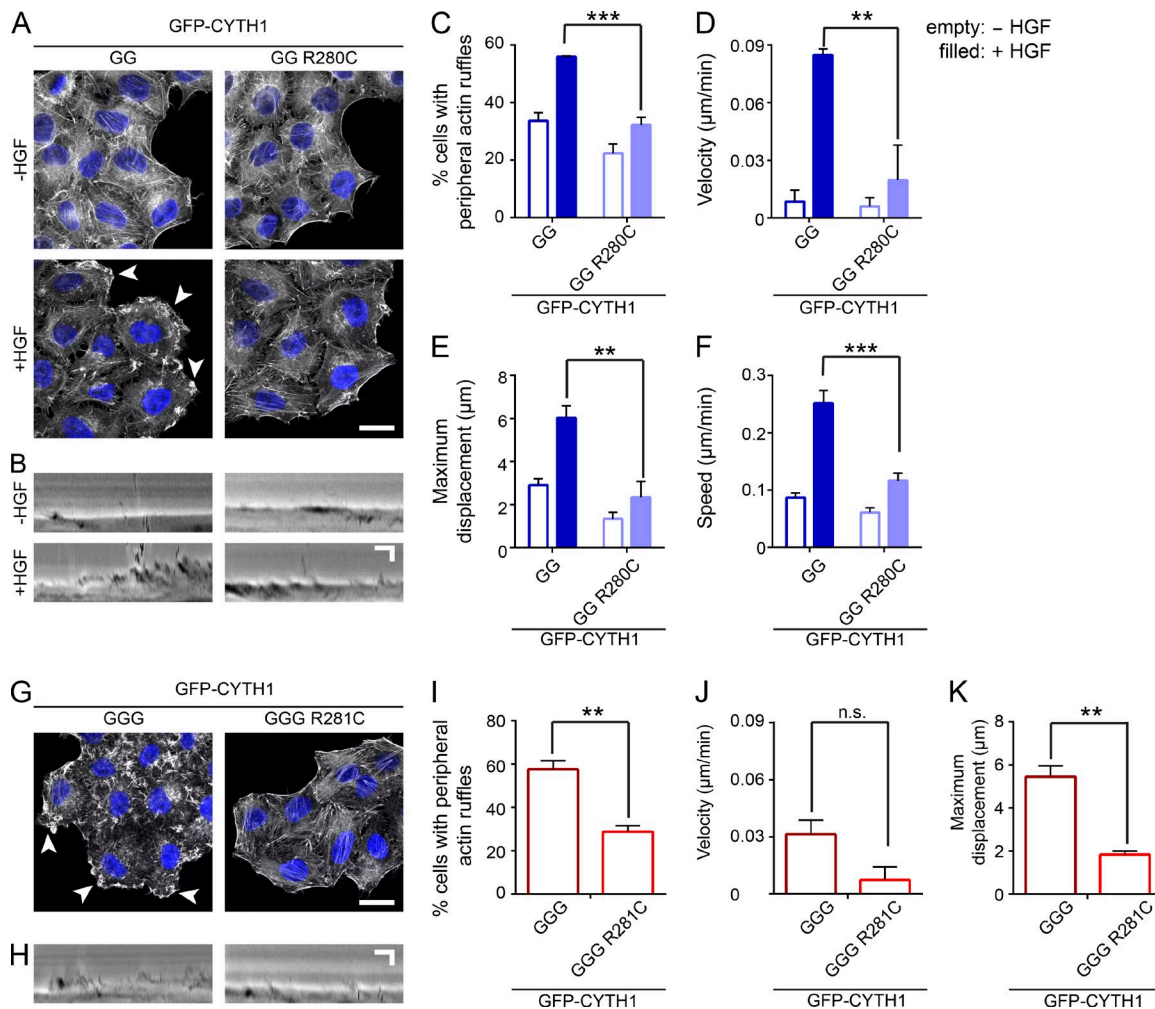 A
GFP-CYTH1
GG
GG R280C
-HGF
+HGF
B
-HGF
+HGF
C
% cells with
peripheral actin ruffles
60
40
20
0
***
GG
GG R280C
GFP-CYTH1
D
Velocity (µm/min)
0.09
0.06
0.03
0
**
GG
GG R280C
GFP-CYTH1
empty: – HGF
filled: + HGF
E
Maximum
displacement (µm)
8
6
4
2
0
**
GG
GG R280C
GFP-CYTH1
F
Speed (µm/min)
0.3
0.2
0.1
0
***
GG
GG R280C
GFP-CYTH1
G
GFP-CYTH1
GGG
GGG R281C
H
I
% cells with peripheral
actin ruffles
80
60
40
20
0
**
GGG
GGG R281C
GFP-CYTH1
J
Velocity (µm/min)
0.09
0.06
0.03
0
n.s.
GGG
GGG R281C
GFP-CYTH1
K
Maximum
displacement (µm)
8
6
4
2
0
**
GGG
GGG R281C
GFP-CYTH1